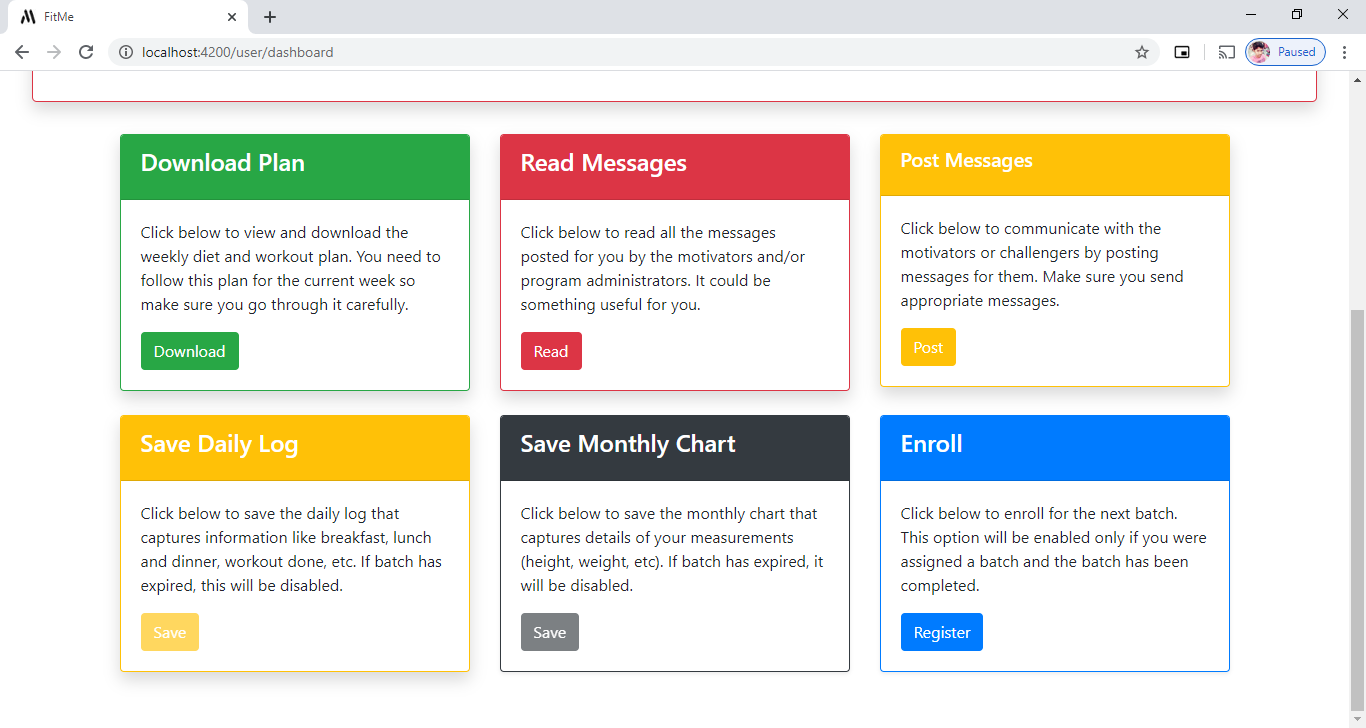 FitMe
localhost:4200/user/dashboard
Paused
Download Plan
Click below to view and download the
weekly diet and workout plan. You need to
follow this plan for the current week so
make sure you go through it carefully.
Download
Read Messages
Click below to read all the messages
posted for you by the motivators and/or
program administrators. It could be
something useful for you.
Read
Post Messages
Click below to communicate with the
motivators or challengers by posting
messages for them. Make sure you send
appropriate messages.
Post
Save Daily Log
Click below to save the daily log that
captures information like breakfast, lunch
and dinner, workout done, etc. If batch has
expired, this will be disabled.
Save
Save Monthly Chart
Click below to save the monthly chart that
captures details of your measurements
(height, weight, etc). If batch has expired, it
will be disabled.
Save
Enroll
Click below to enroll for the next batch.
This option will be enabled only if you were
assigned a batch and the batch has been
completed.
Register